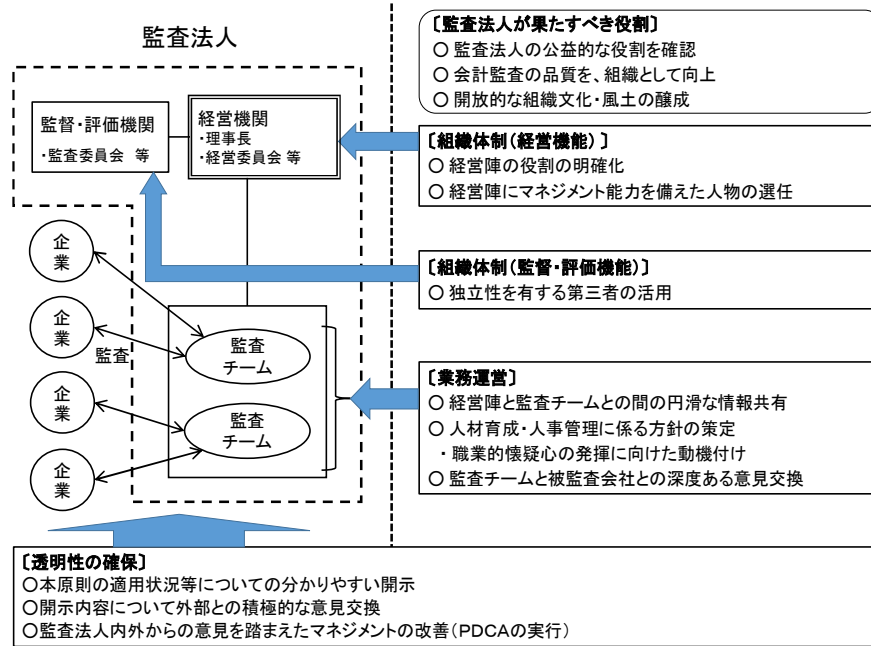 監査法人
監督・評価機関
・監査委員会 等
経営機関
・理事長
・経営委員会 等
企
業
企
業
企
業
企
業
監査
監査
チーム
監査
チーム
〔監査法人が果たすべき役割〕
○ 監査法人の公益的な役割を確認
○ 会計監査の品質を、組織として向上
○ 開放的な組織文化・風土の醸成
〔組織体制(経営機能) 〕
○ 経営陣の役割の明確化
○ 経営陣にマネジメント能力を備えた人物の選任
〔組織体制(監督・評価機能)〕
○ 独立性を有する第三者の活用
〔業務運営〕
○ 経営陣と監査チームとの間の円滑な情報共有
○ 人材育成・人事管理に係る方針の策定
・ 職業的懐疑心の発揮に向けた動機付け
○ 監査チームと被監査会社との深度ある意見交換
〔透明性の確保〕
○本原則の適用状況等についての分かりやすい開示
○開示内容について外部との積極的な意見交換
○監査法人内外からの意見を踏まえたマネジメントの改善(PDCAの実行)